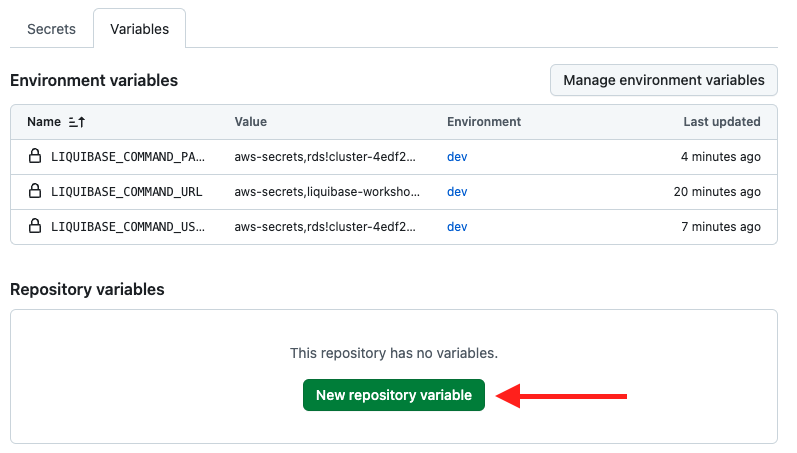 Secrets Variables
Environment variables Manage environment variables
Name Value Environment Last updated
LIQUIBASE_COMMAND_PA... aws-secrets,rds!cluster-4edf2... dev 4 minutes ago
LIQUIBASE_COMMAND_URL aws-secrets,liquibase-worksho... dev 20 minutes ago
LIQUIBASE_COMMAND_US... aws-secrets,rds!cluster-4edf2... dev 7 minutes ago
Repository variables
This repository has no variables.
New repository variable